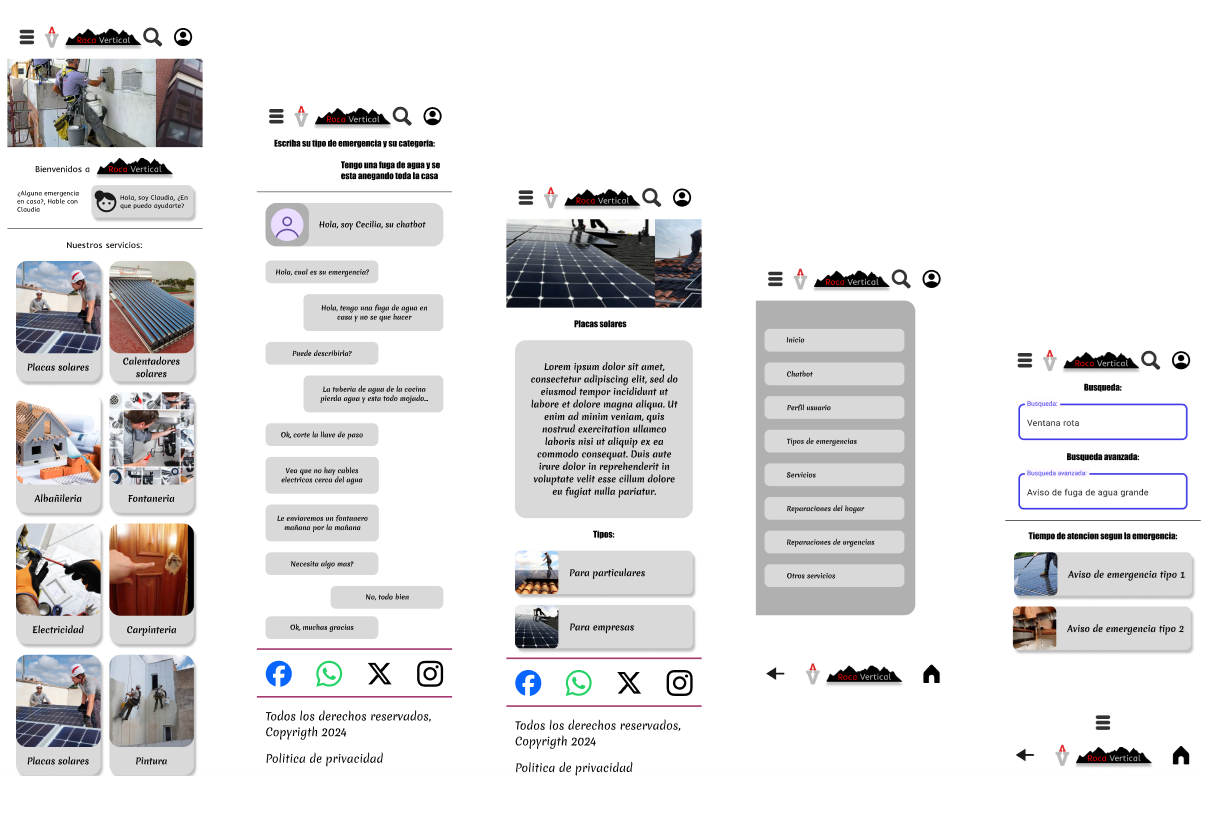 Roca Vertical
Bienvenidos a Roca Vertical
¿Alguna emergencia
en casa?, Hable con
Claudia
Hola, soy Claudia, ¿En
que puedo ayudarte?
Nuestros servicios:
Placas solares
Calentadores
solares
Albañileria
Fontaneria
Electricidad
Carpinteria
Placas solares
Pintura
Roca Vertical
Escriba su tipo de emergencia y su categoria:
Tengo una fuga de agua y se
esta anegando toda la casa
Hola, soy Cecilia, su chatbot
Hola, cual es su emergencia?
Hola, tengo una fuga de agua en
casa y no se que hacer
Puede describirla?
La tuberia de agua de la cocina
pierda agua y esta todo mojado...
Ok, corte la llave de paso
Vea que no hay cables
electricos cerca del agua
Le enviaremos un fontanero
mañana por la mañana
Necesita algo mas?
No, todo bien
Ok, muchas gracias
Todos los derechos reservados,
Copyrigth 2024
Politica de privacidad
Roca Vertical
Placas solares
Lorem ipsum dolor sit amet,
consectetur adipiscing elit, sed do
eiusmod tempor incididunt ut
labore et dolore magna aliqua. Ut
enim ad minim veniam, quis
nostrud exercitation ullamco
laboris nisi ut aliquip ex ea
commodo consequat. Duis aute
irure dolor in reprehenderit in
voluptate velit esse cillum dolore
eu fugiat nulla pariatur.
Tipos:
Para particulares
Para empresas
Todos los derechos reservados,
Copyrigth 2024
Politica de privacidad
Roca Vertical
Inicio
Chatbot
Perfil usuario
Tipos de emergencias
Servicios
Reparaciones del hogar
Reparaciones de urgencias
Otros servicios
Roca Vertical
Roca Vertical
Busqueda:
Busqueda:
Ventana rota
Busqueda avanzada:
Busqueda avanzada:
Aviso de fuga de agua grande
Tiempo de atencion segun la emergencia:
Aviso de emergencia tipo 1
Aviso de emergencia tipo 2
Roca Vertical